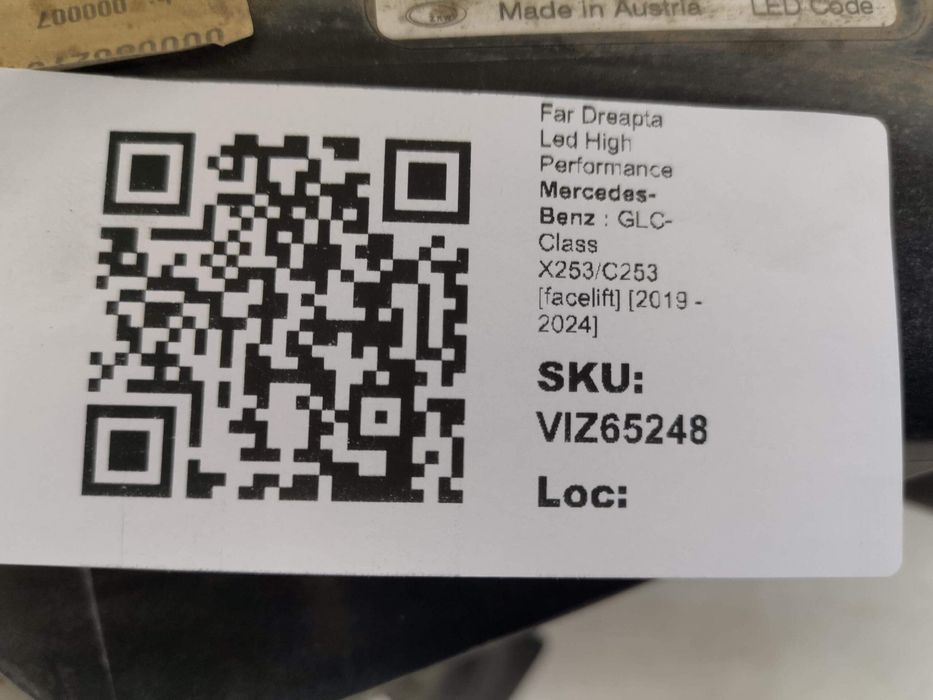 000007
Made in Austria
LED Code
Far Dreapta
Led High
Performance
Mercedes-
Benz : GLC-
Class
X253/C253
[facelift] [2019 -
2024]
SKU:
VIZ65248
Loc: